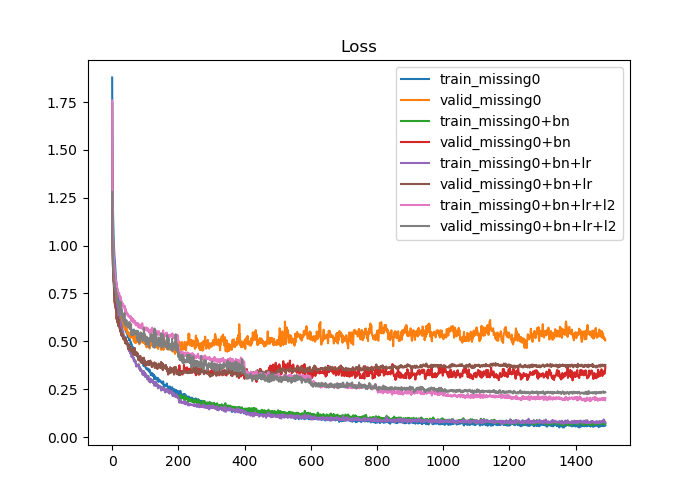 Loss
train_missing0
valid_missing0
train_missing0+bn
valid_missing0+bn
train_missing0+bn+lr
valid_missing0+bn+lr
train_missing0+bn+lr+l2
valid_missing0+bn+lr+l2
1.75
1.50
1.25
1.00
0.75
0.50
0.25
0.00
0 200 400 600 800 1000 1200 1400